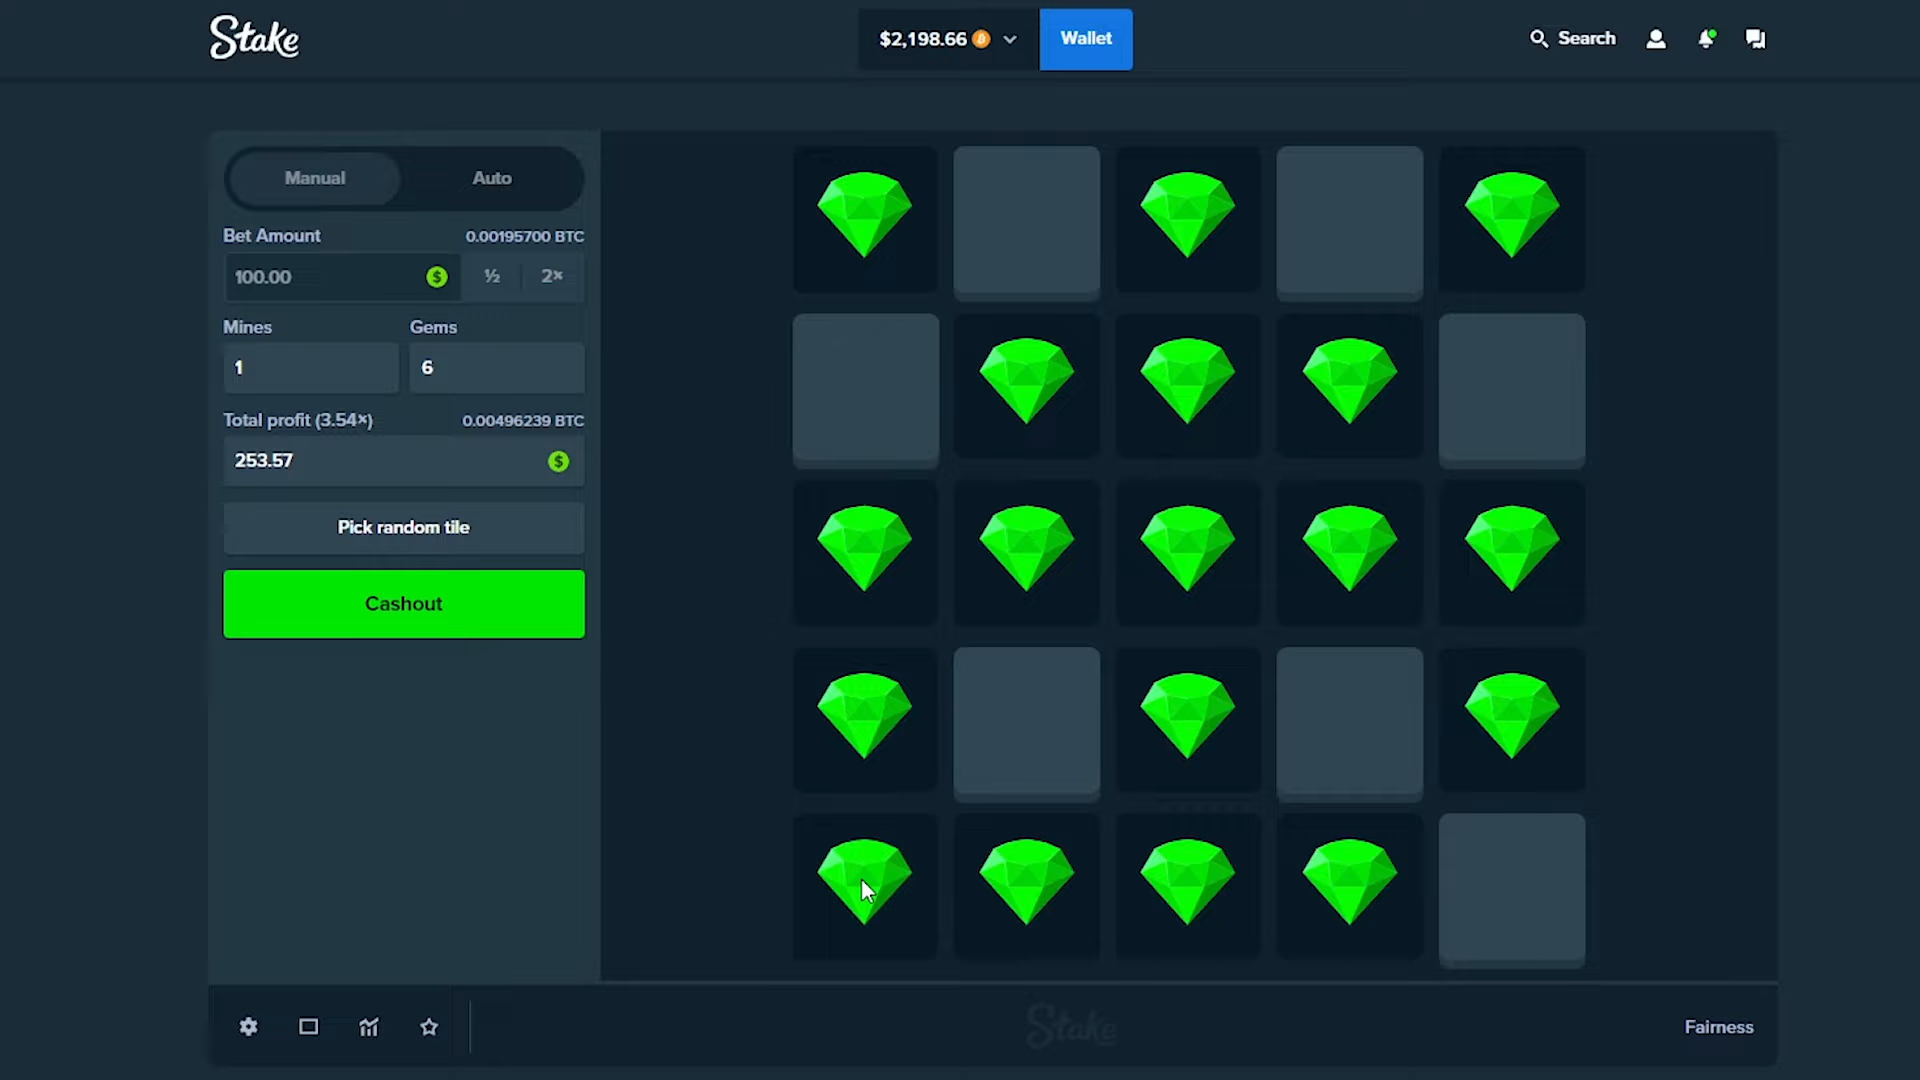 Stake
$2,198.66
Wallet
Search
Manual
Auto
Bet Amount
0.00195700 BTC
100.00
½
2×
Mines
Gems
1
6
Total profit (3.54×)
0.00496239 BTC
253.57
Pick random tile
Cashout
Stake
Fairness